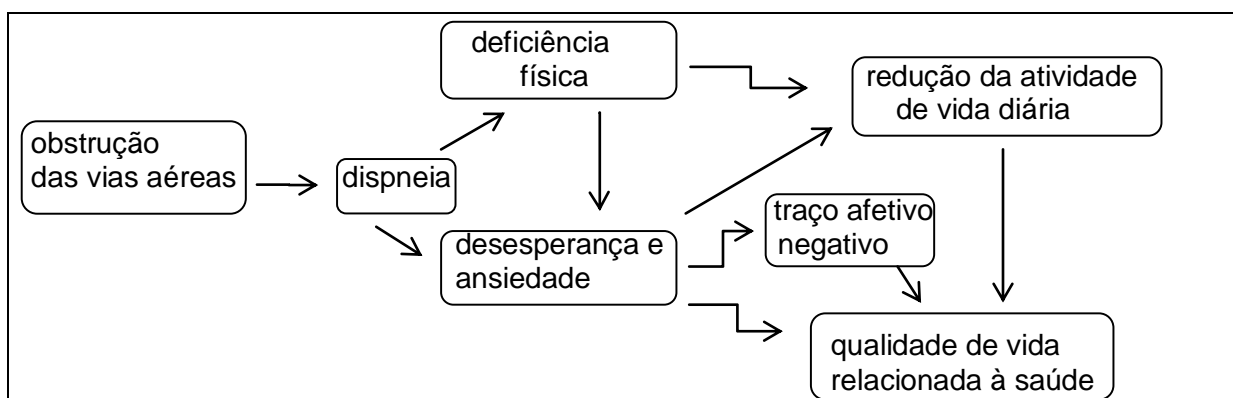 deficiência
física
redução da atividade
de vida diária
obstrução
das vias aéreas
dispneia
traço afetivo
negativo
desesperança e
ansiedade
qualidade de vida
relacionada à saúde